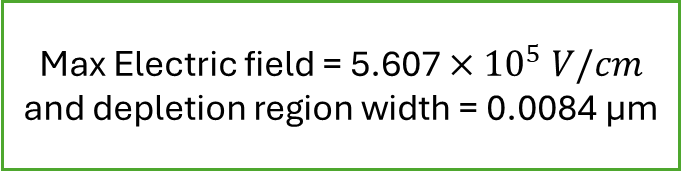 Max Electric field = 5.607 × 10⁵ V/cm
and depletion region width = 0.0084 µm